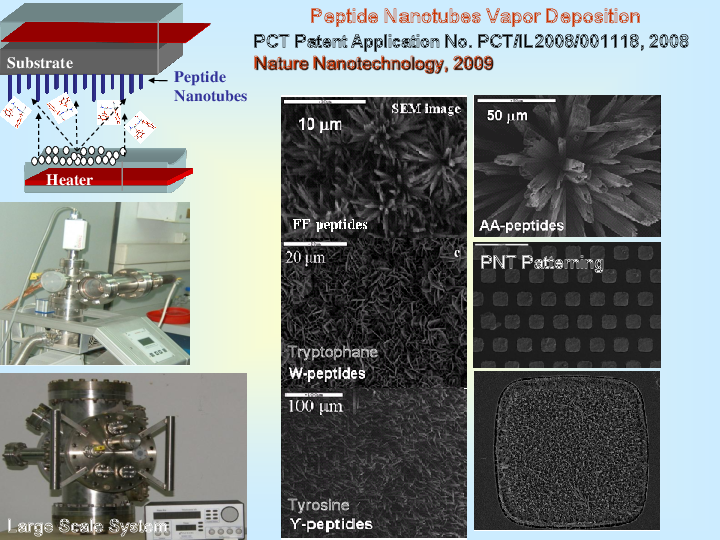 Peptide Nanotubes Vapor Deposition
PCT Patent Application No. PCT/IL2008/001118, 2008
Nature Nanotechnology, 2009
Substrate
Peptide
Nanotubes
Heater
Large Scale System
SEM image
10 μm
FF peptides
20 μm
c
Tryptophane
W-peptides
100 μm
Tyrosine
Y-peptides
50 μm
AA-peptides
PNT Patterning